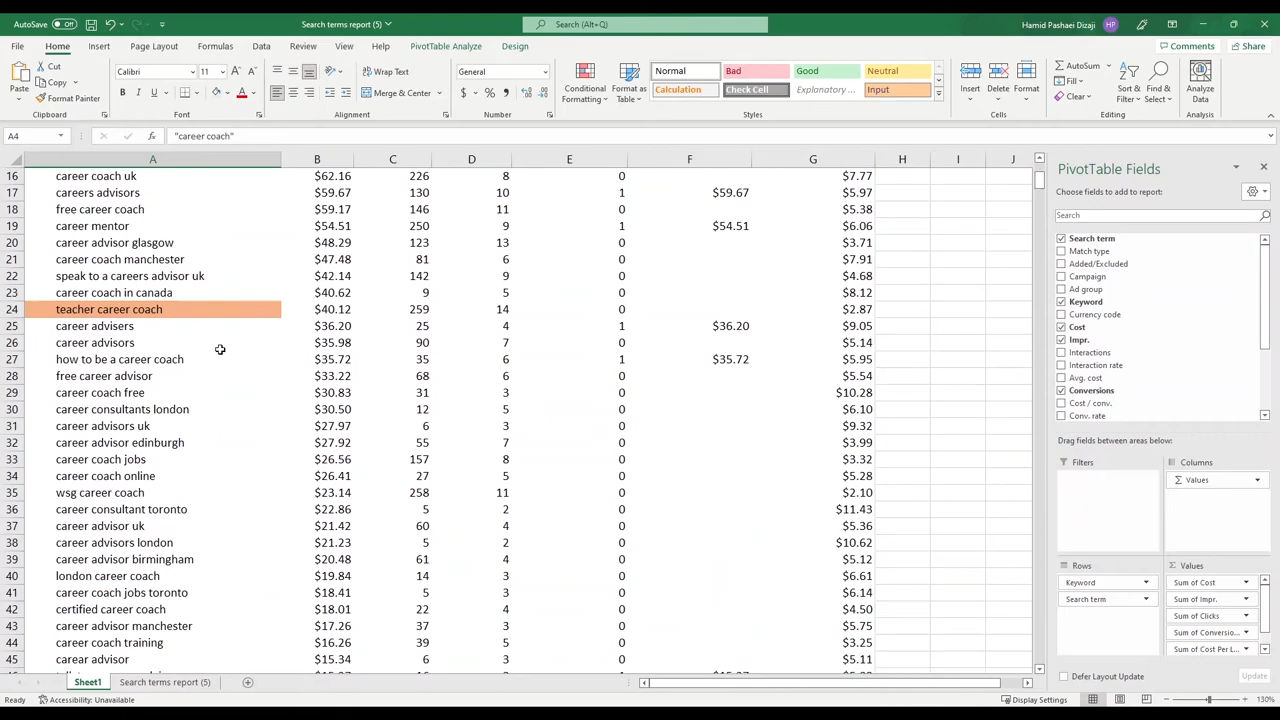 AutoSave Off Search terms report (5) Search (Alt+Q) Hamid Pashaei Dizaji HP
File Home Insert Page Layout Formulas Data Review View Help PivotTable Analyze Design Comments Share
Paste Cut Copy Format Painter Clipboard
Calibri 11 B I U Font
Wrap Text Merge & Center Alignment
General $ % Number
Conditional Formatting Format as Table
Normal Bad Good Neutral
Calculation Check Cell Explanatory ... Input
Styles
Insert Delete Format Cells
AutoSum Fill Clear Sort & Filter Find & Select Editing
Analyze Data Analysis
A4 fx "career coach"
A B C D E F G H I J
16 career coach uk $62.16 226 8 0 $7.77
17 careers advisors $59.67 130 10 1 $59.67 $5.97
18 free career coach $59.17 146 11 0 $5.38
19 career mentor $54.51 250 9 1 $54.51 $6.06
20 career advisor glasgow $48.29 123 13 0 $3.71
21 career coach manchester $47.48 81 6 0 $7.91
22 speak to a careers advisor uk $42.14 142 9 0 $4.68
23 career coach in canada $40.62 9 5 0 $8.12
24 teacher career coach $40.12 259 14 0 $2.87
25 career advisers $36.20 25 4 1 $36.20 $9.05
26 career advisors $35.98 90 7 0 $5.14
27 how to be a career coach $35.72 35 6 1 $35.72 $5.95
28 free career advisor $33.22 68 6 0 $5.54
29 career coach free $30.83 31 3 0 $10.28
30 career consultants london $30.50 12 5 0 $6.10
31 career advisors uk $27.97 6 3 0 $9.32
32 career advisor edinburgh $27.92 55 7 0 $3.99
33 career coach jobs $26.56 157 8 0 $3.32
34 career coach online $26.41 27 5 0 $5.28
35 wsg career coach $23.14 258 11 0 $2.10
36 career consultant toronto $22.86 5 2 0 $11.43
37 career advisor uk $21.42 60 4 0 $5.36
38 career advisors london $21.23 5 2 0 $10.62
39 career advisor birmingham $20.48 61 4 0 $5.12
40 london career coach $19.84 14 3 0 $6.61
41 career coach jobs toronto $18.41 5 3 0 $6.14
42 certified career coach $18.01 22 4 0 $4.50
43 career advisor manchester $17.26 37 3 0 $5.75
44 career coach training $16.26 39 5 0 $3.25
45 carear advisor $15.34 6 3 0 $5.11
PivotTable Fields
Choose fields to add to report:
Search
Search term
Match type
Added/Excluded
Campaign
Ad group
Keyword
Currency code
Cost
Impr.
Interactions
Interaction rate
Avg. cost
Conversions
Cost / conv.
Conv. rate
Drag fields between areas below:
Filters Columns
Σ Values
Rows Σ Values
Keyword Sum of Cost
Search term Sum of Impr.
Sum of Clicks
Sum of Conversio...
Sum of Cost Per L...
Defer Layout Update Update
Sheet1 Search terms report (5)
Ready Accessibility: Unavailable Display Settings 130%